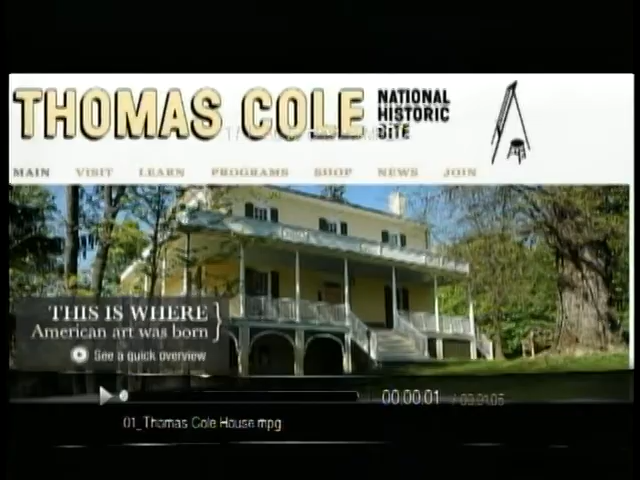 THOMAS COLE
NATIONAL
HISTORIC
SITE
MAIN VISIT LEARN PROGRAMS SHOP NEWS JOIN
THIS IS WHERE
American art was born
See a quick overview
00:00:01
01_Thomas Cole House.mpg